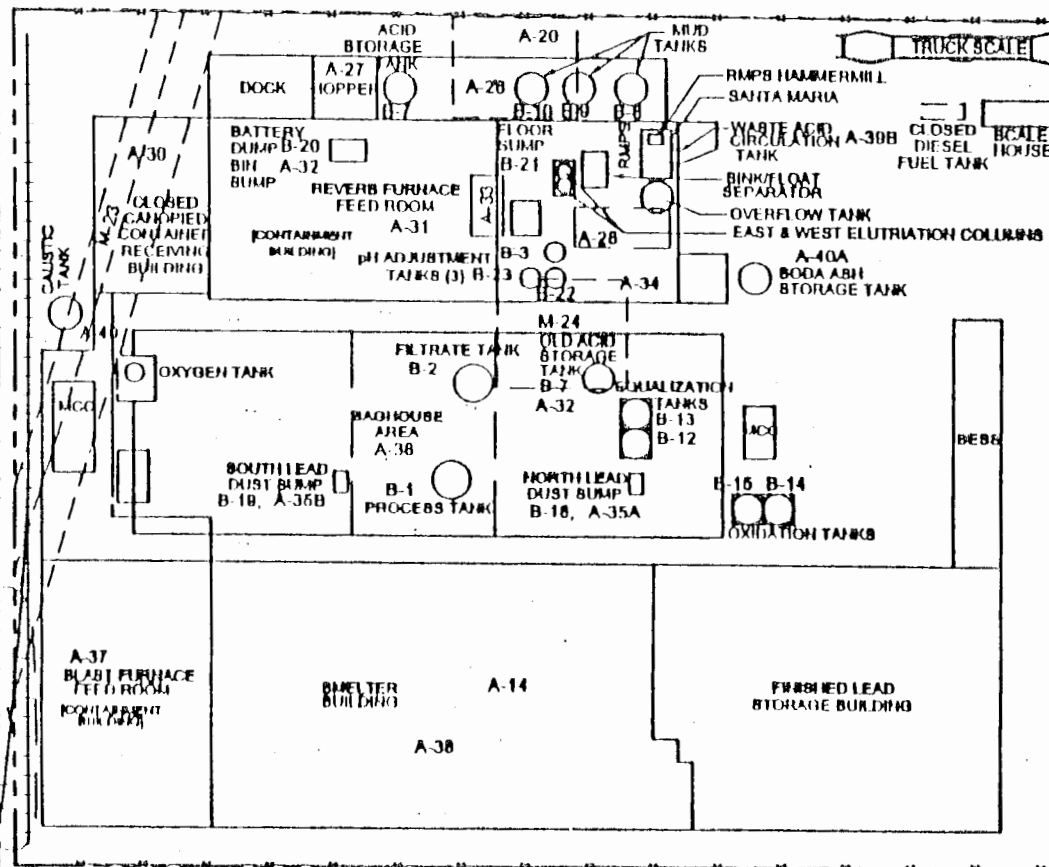 ACID
STORAGE
TANK
B-7
A-20
MUD
TANKS
TRUCK SCALE
DOCK
A-27
HOPPER
B-10
B-9
B-8
RMPS HAMMERMILL
SANTA MARIA
WASTE ACID
CIRCULATION A-39B
TANK
CLOSED
DIESEL
FUEL TANK
SCALE
HOUSE
A-30
CLOSED
CANOPIED
CONTAINER
RECEIVING
BUILDING
BATTERY
DUMP B-20
BIN A-32
SUMP
REVERB FURNACE
FEED ROOM
A-31
[CONTAINMENT
BUILDING]
A-33
FLOOR
SUMP
B-21
RMPS
SINK/FLOAT
SEPARATOR
OVERFLOW TANK
EAST & WEST ELUTRIATION COLUMNS
A-28
B-3
pH ADJUSTMENT
TANKS (3) B-23
B-22
A-34
A-40A
SODA ASH
STORAGE TANK
CAUSTIC
TANK
M-23
MCC
OXYGEN TANK
FILTRATE TANK
B-2
M-24
OLD ACID
STORAGE
TANK
B-7
A-32
EQUALIZATION
TANKS
B-13
B-12
MCC
BAGHOUSE
AREA
A-38
SOUTH LEAD
DUST SUMP
B-19, A-35B
B-1
PROCESS TANK
NORTH LEAD
DUST SUMP
B-18, A-35A
B-15 B-14
OXIDATION TANKS
A-37
BLAST FURNACE
FEED ROOM
[CONTAINMENT
BUILDING]
SMELTER
BUILDING
A-14
A-38
FINISHED LEAD
STORAGE BUILDING